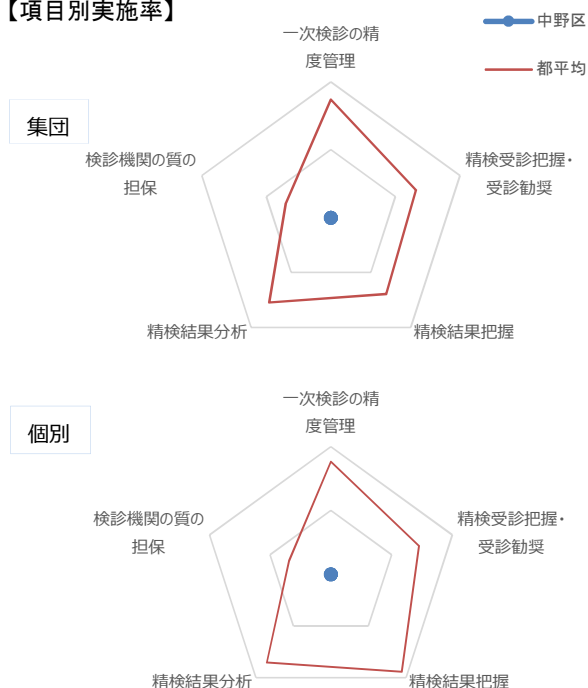 【項目別実施率】
中野区
都平均
集団
一次検診の精
度管理
精検受診把握・
受診勧奨
精検結果把握
精検結果分析
検診機関の質の
担保
個別
一次検診の精
度管理
精検受診把握・
受診勧奨
精検結果把握
精検結果分析
検診機関の質の
担保